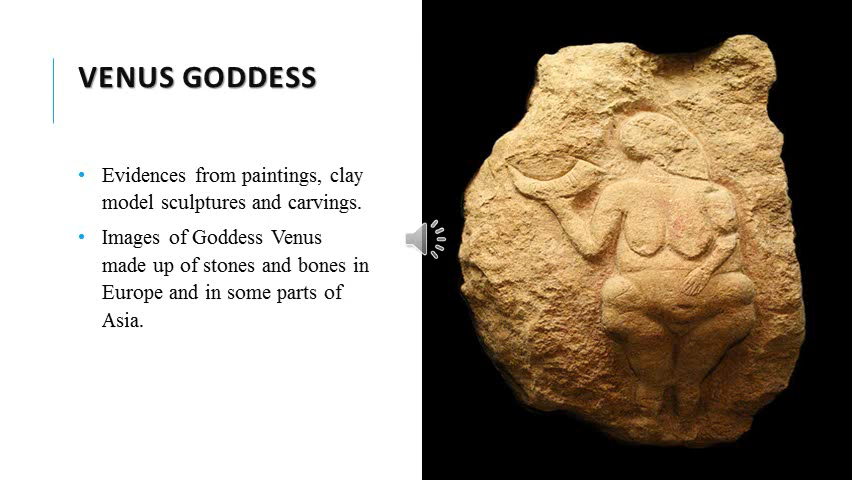 VENUS GODDESS
• Evidences from paintings, clay
model sculptures and carvings.
• Images of Goddess Venus
made up of stones and bones in
Europe and in some parts of
Asia.